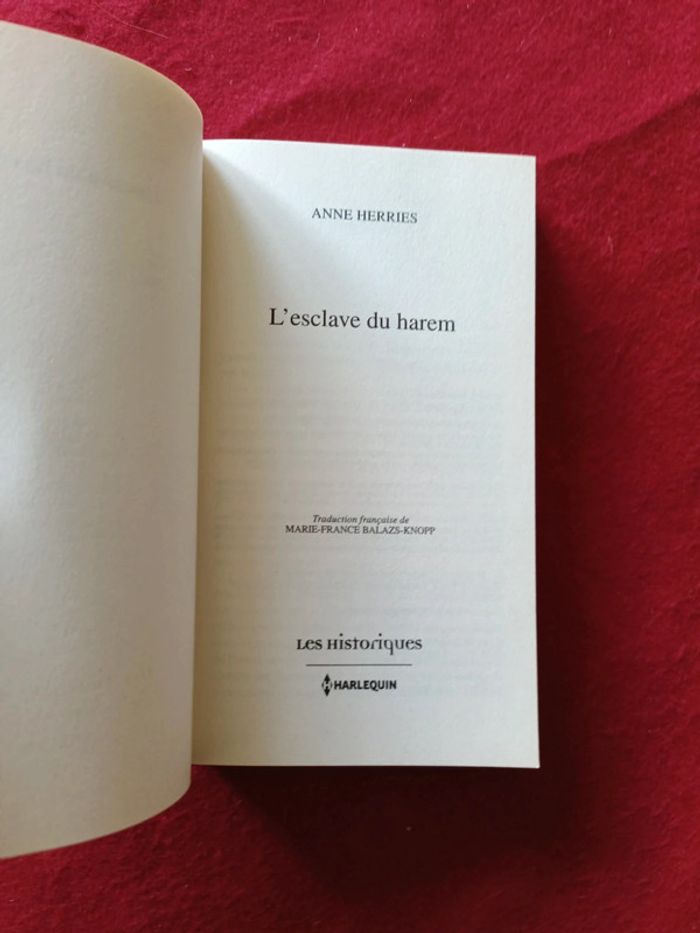 ANNE HERRIES
L'esclave du harem
Traduction française de
MARIE-FRANCE BALAZS-KNOPP
Les Historiques
HARLEQUIN